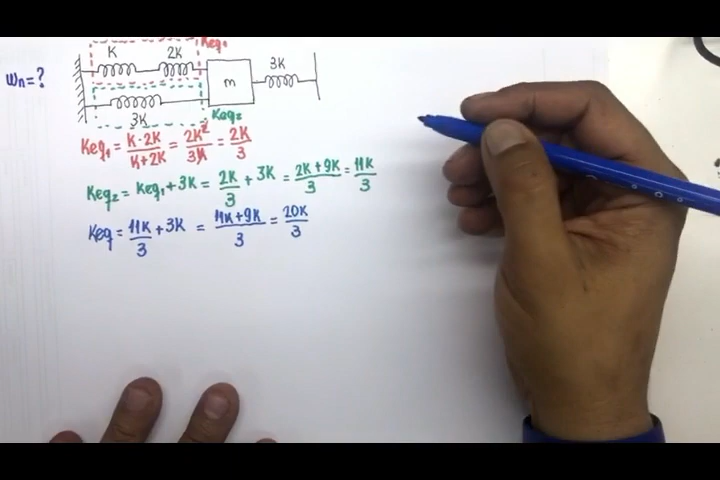 Keq₁
K 2K 3K
Wn = ?
m
3K Keq₂
Keq₁ = K·2K/K+2K = 2K²/3K = 2K/3
Keq₂ = Keq₁ + 3K = 2K/3 + 3K = 2K+9K/3 = 11K/3
Keq = 11K/3 + 3K = 11K+9K/3 = 20K/3